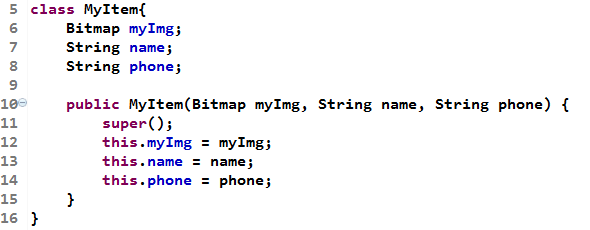 5 class MyItem{
6     Bitmap myImg;
7     String name;
8     String phone;
9
10     public MyItem(Bitmap myImg, String name, String phone) {
11         super();
12         this.myImg = myImg;
13         this.name = name;
14         this.phone = phone;
15     }
16 }